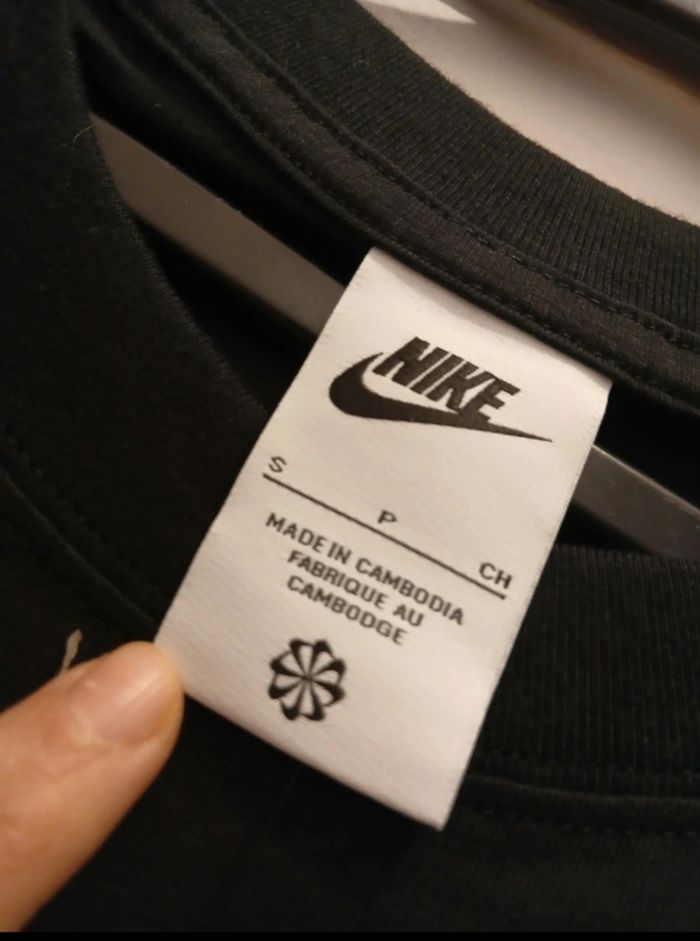 NIKE
S P CH
MADE IN CAMBODIA
FABRIQUE AU
CAMBODGE